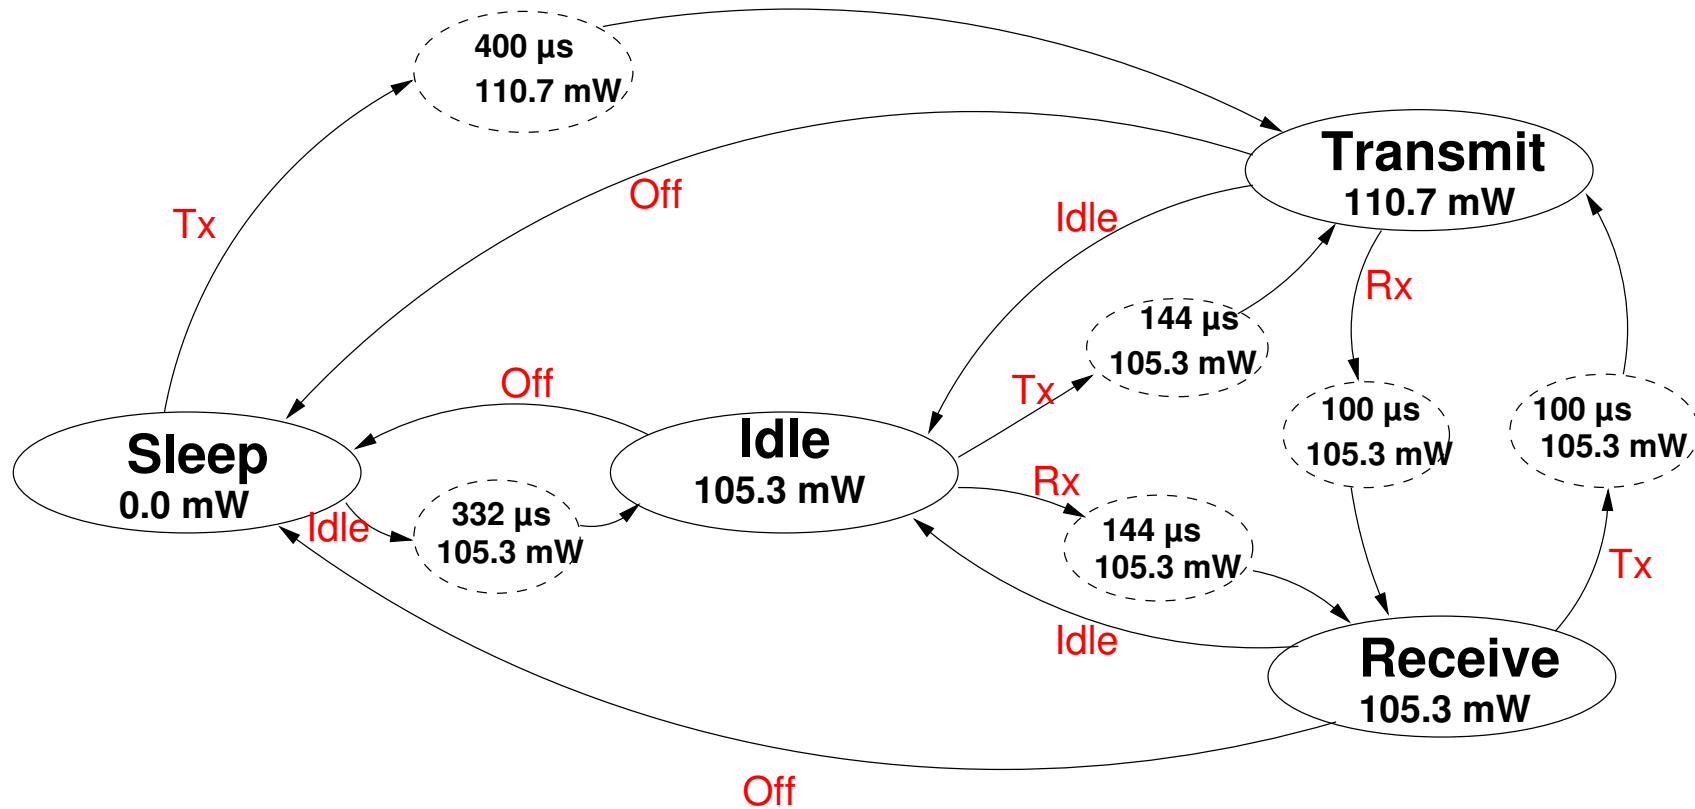 400 µs
110.7 mW
Transmit
110.7 mW
Off
Tx
Idle
Rx
144 µs
105.3 mW
Off
Tx
100 µs
105.3 mW
100 µs
105.3 mW
Sleep
0.0 mW
Idle
105.3 mW
Rx
Idle
332 µs
105.3 mW
144 µs
105.3 mW
Tx
Idle
Receive
105.3 mW
Off